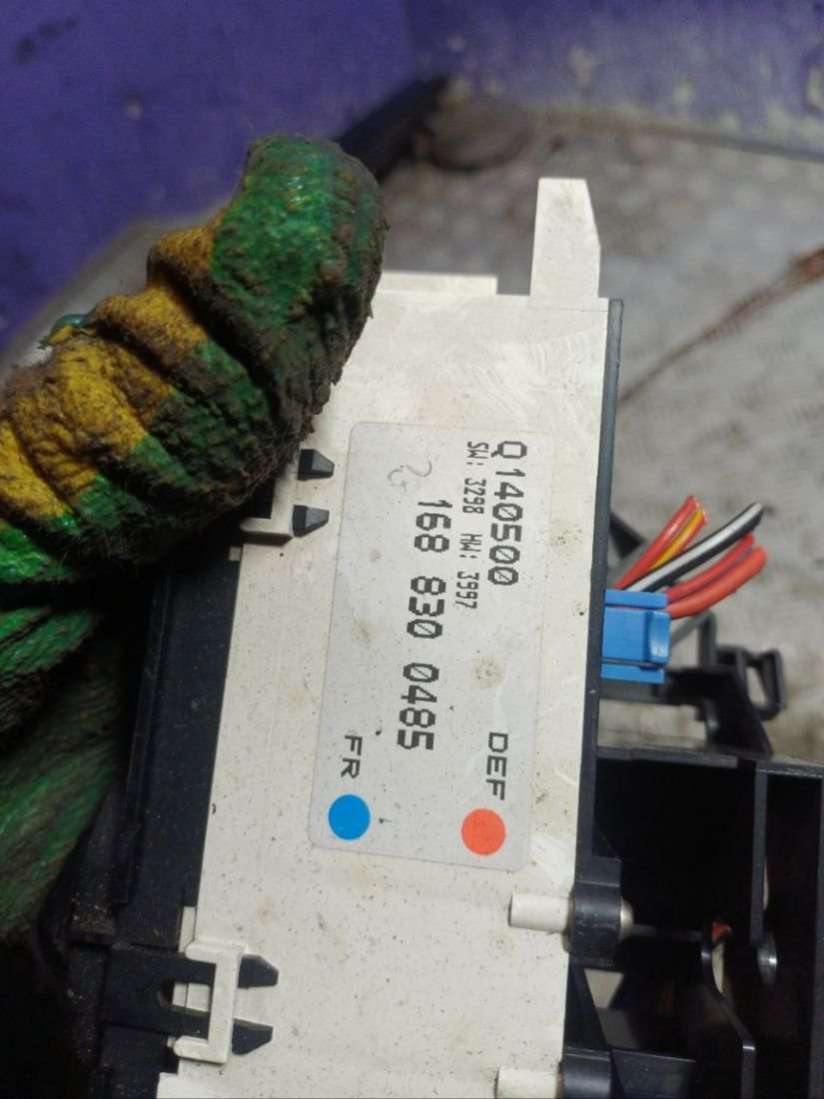 Q140500
SW: 3298 HW: 3997
168 830 0485
DEF
FR